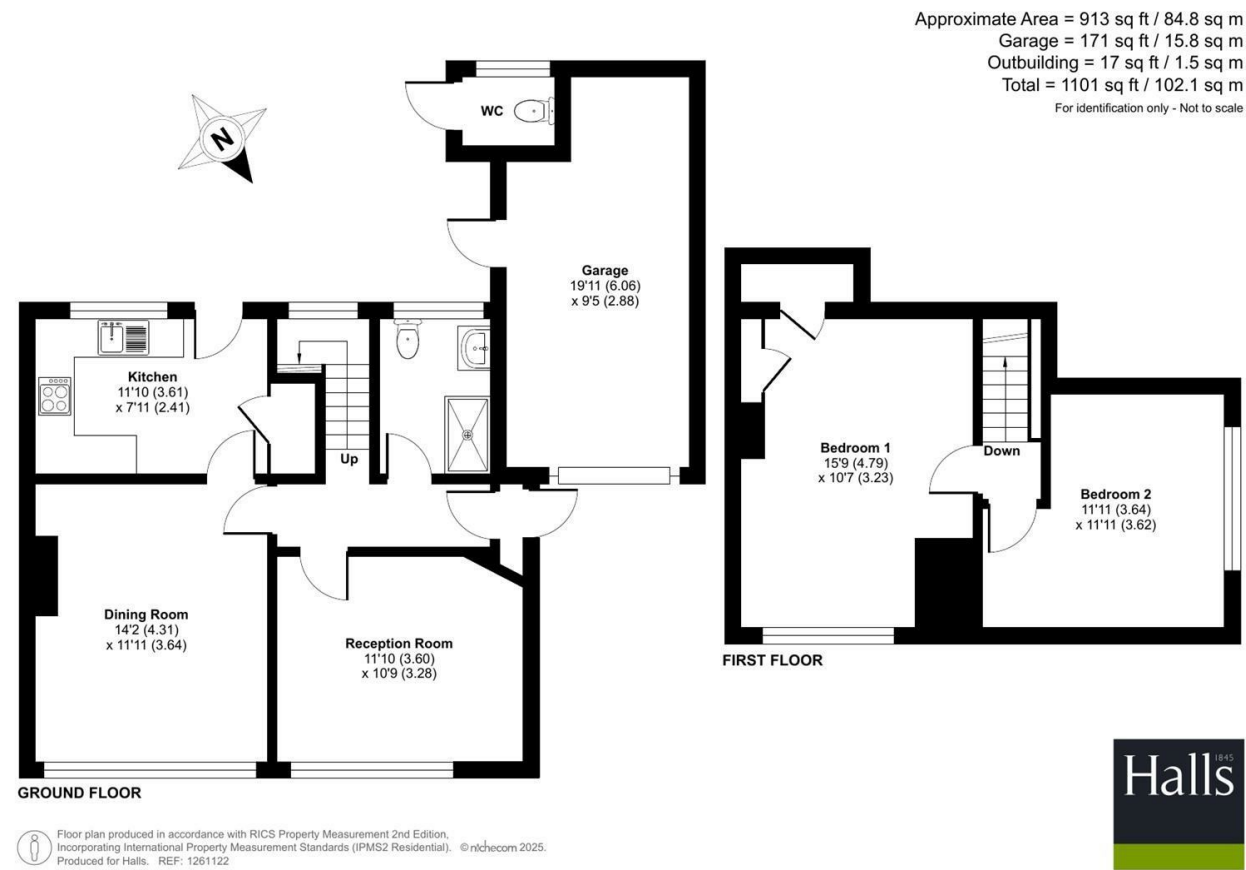 Approximate Area = 913 sq ft / 84.8 sq m
Garage = 171 sq ft / 15.8 sq m
Outbuilding = 17 sq ft / 1.5 sq m
Total = 1101 sq ft / 102.1 sq m
For identification only - Not to scale
N
WC
Garage
19'11 (6.06)
x 9'5 (2.88)
Kitchen
11'10 (3.61)
x 7'11 (2.41)
Up
Dining Room
14'2 (4.31)
x 11'11 (3.64)
Reception Room
11'10 (3.60)
x 10'9 (3.28)
GROUND FLOOR
Bedroom 1
15'9 (4.79)
x 10'7 (3.23)
Down
Bedroom 2
11'11 (3.64)
x 11'11 (3.62)
FIRST FLOOR
Halls
1845
Floor plan produced in accordance with RICS Property Measurement 2nd Edition,
Incorporating International Property Measurement Standards (IPMS2 Residential). © nichecom 2025.
Produced for Halls. REF: 1261122